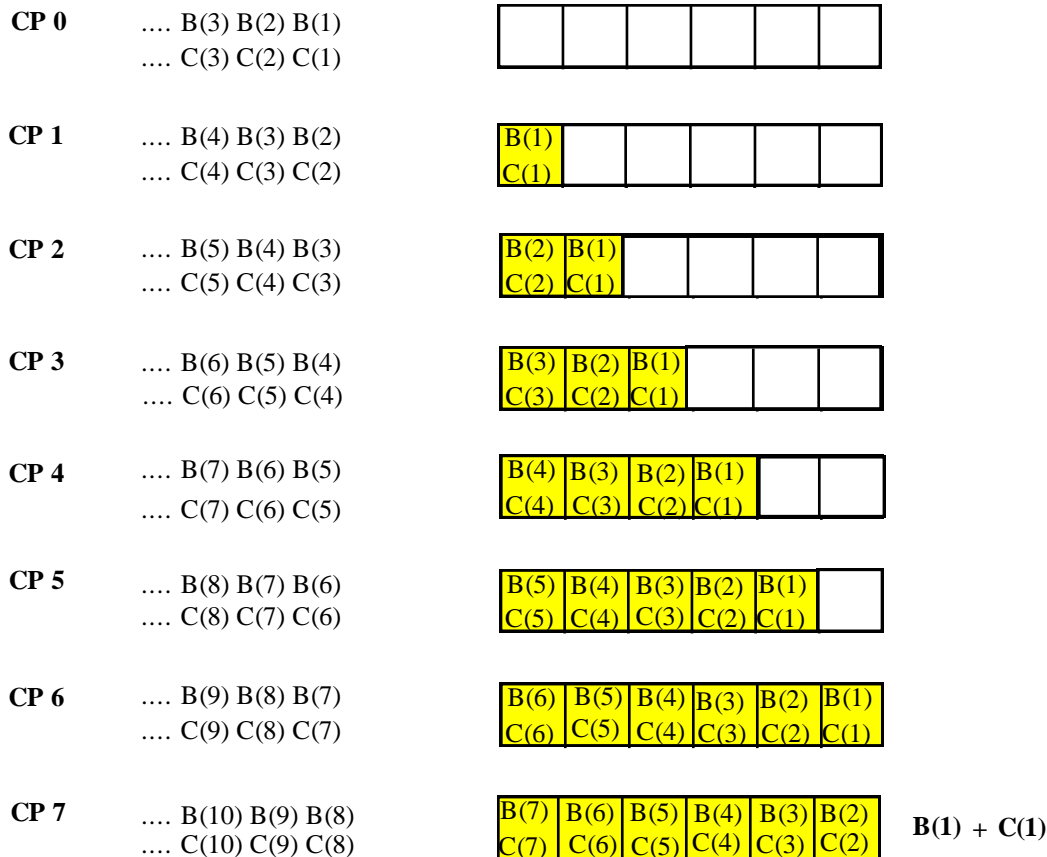 CP 0 .... B(3) B(2) B(1)
.... C(3) C(2) C(1)
CP 1 .... B(4) B(3) B(2) B(1)
.... C(4) C(3) C(2) C(1)
CP 2 .... B(5) B(4) B(3) B(2) B(1)
.... C(5) C(4) C(3) C(2) C(1)
CP 3 .... B(6) B(5) B(4) B(3) B(2) B(1)
.... C(6) C(5) C(4) C(3) C(2) C(1)
CP 4 .... B(7) B(6) B(5) B(4) B(3) B(2) B(1)
.... C(7) C(6) C(5) C(4) C(3) C(2) C(1)
CP 5 .... B(8) B(7) B(6) B(5) B(4) B(3) B(2) B(1)
.... C(8) C(7) C(6) C(5) C(4) C(3) C(2) C(1)
CP 6 .... B(9) B(8) B(7) B(6) B(5) B(4) B(3) B(2) B(1)
.... C(9) C(8) C(7) C(6) C(5) C(4) C(3) C(2) C(1)
CP 7 .... B(10) B(9) B(8) B(7) B(6) B(5) B(4) B(3) B(2) B(1) + C(1)
.... C(10) C(9) C(8) C(7) C(6) C(5) C(4) C(3) C(2)